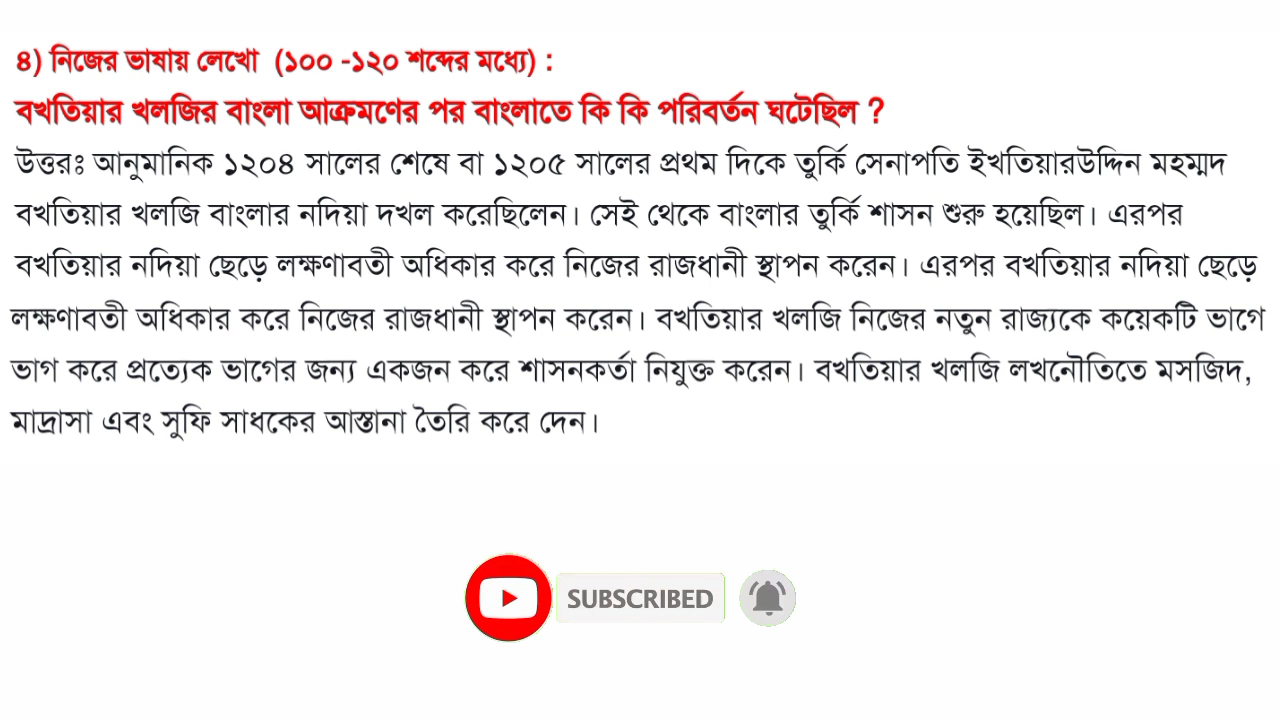 ৪) নিজের ভাষায় লেখো (১০০ -১২০ শব্দের মধ্যে) :
বখতিয়ার খলজির বাংলা আক্রমণের পর বাংলাতে কি কি পরিবর্তন ঘটেছিল ?
উত্তরঃ আনুমানিক ১২০৪ সালের শেষে বা ১২০৫ সালের প্রথম দিকে তুর্কি সেনাপতি ইখতিয়ারউদ্দিন মহম্মদ
বখতিয়ার খলজি বাংলার নদিয়া দখল করেছিলেন। সেই থেকে বাংলার তুর্কি শাসন শুরু হয়েছিল। এরপর
বখতিয়ার নদিয়া ছেড়ে লক্ষণাবতী অধিকার করে নিজের রাজধানী স্থাপন করেন। এরপর বখতিয়ার নদিয়া ছেড়ে
লক্ষণাবতী অধিকার করে নিজের রাজধানী স্থাপন করেন। বখতিয়ার খলজি নিজের নতুন রাজ্যকে কয়েকটি ভাগে
ভাগ করে প্রত্যেক ভাগের জন্য একজন করে শাসনকর্তা নিযুক্ত করেন। বখতিয়ার খলজি লখনৌতিতে মসজিদ,
মাদ্রাসা এবং সুফি সাধকের আস্তানা তৈরি করে দেন।
SUBSCRIBED